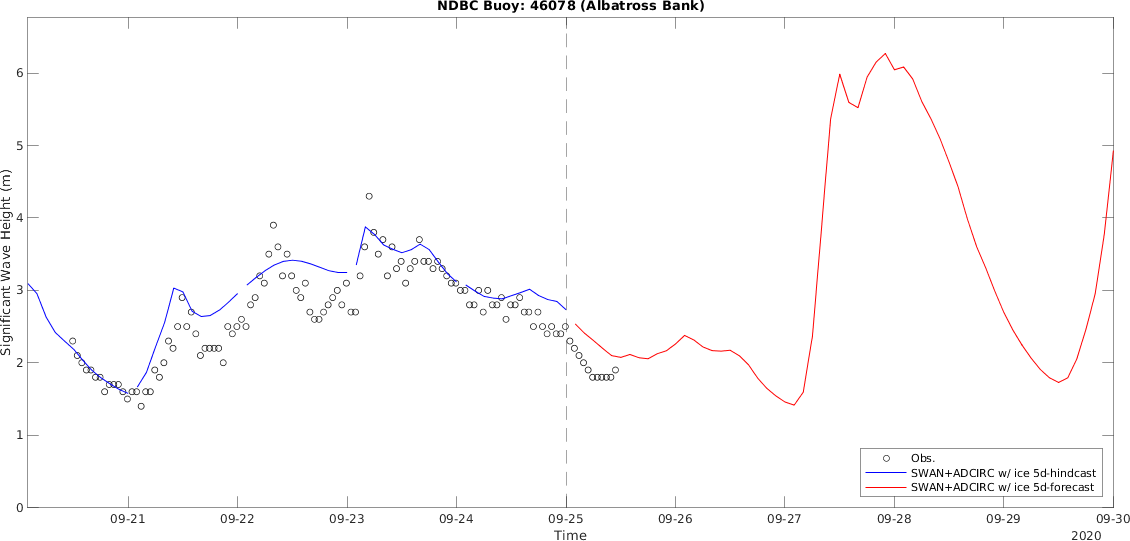 NDBC Buoy: 46078 (Albatross Bank)
Significant Wave Height (m)
6
5
4
3
2
1
0
Obs.
SWAN+ADCIRC w/ ice 5d-hindcast
SWAN+ADCIRC w/ ice 5d-forecast
09-21 09-22 09-23 09-24 09-25 09-26 09-27 09-28 09-29 09-30
Time
2020